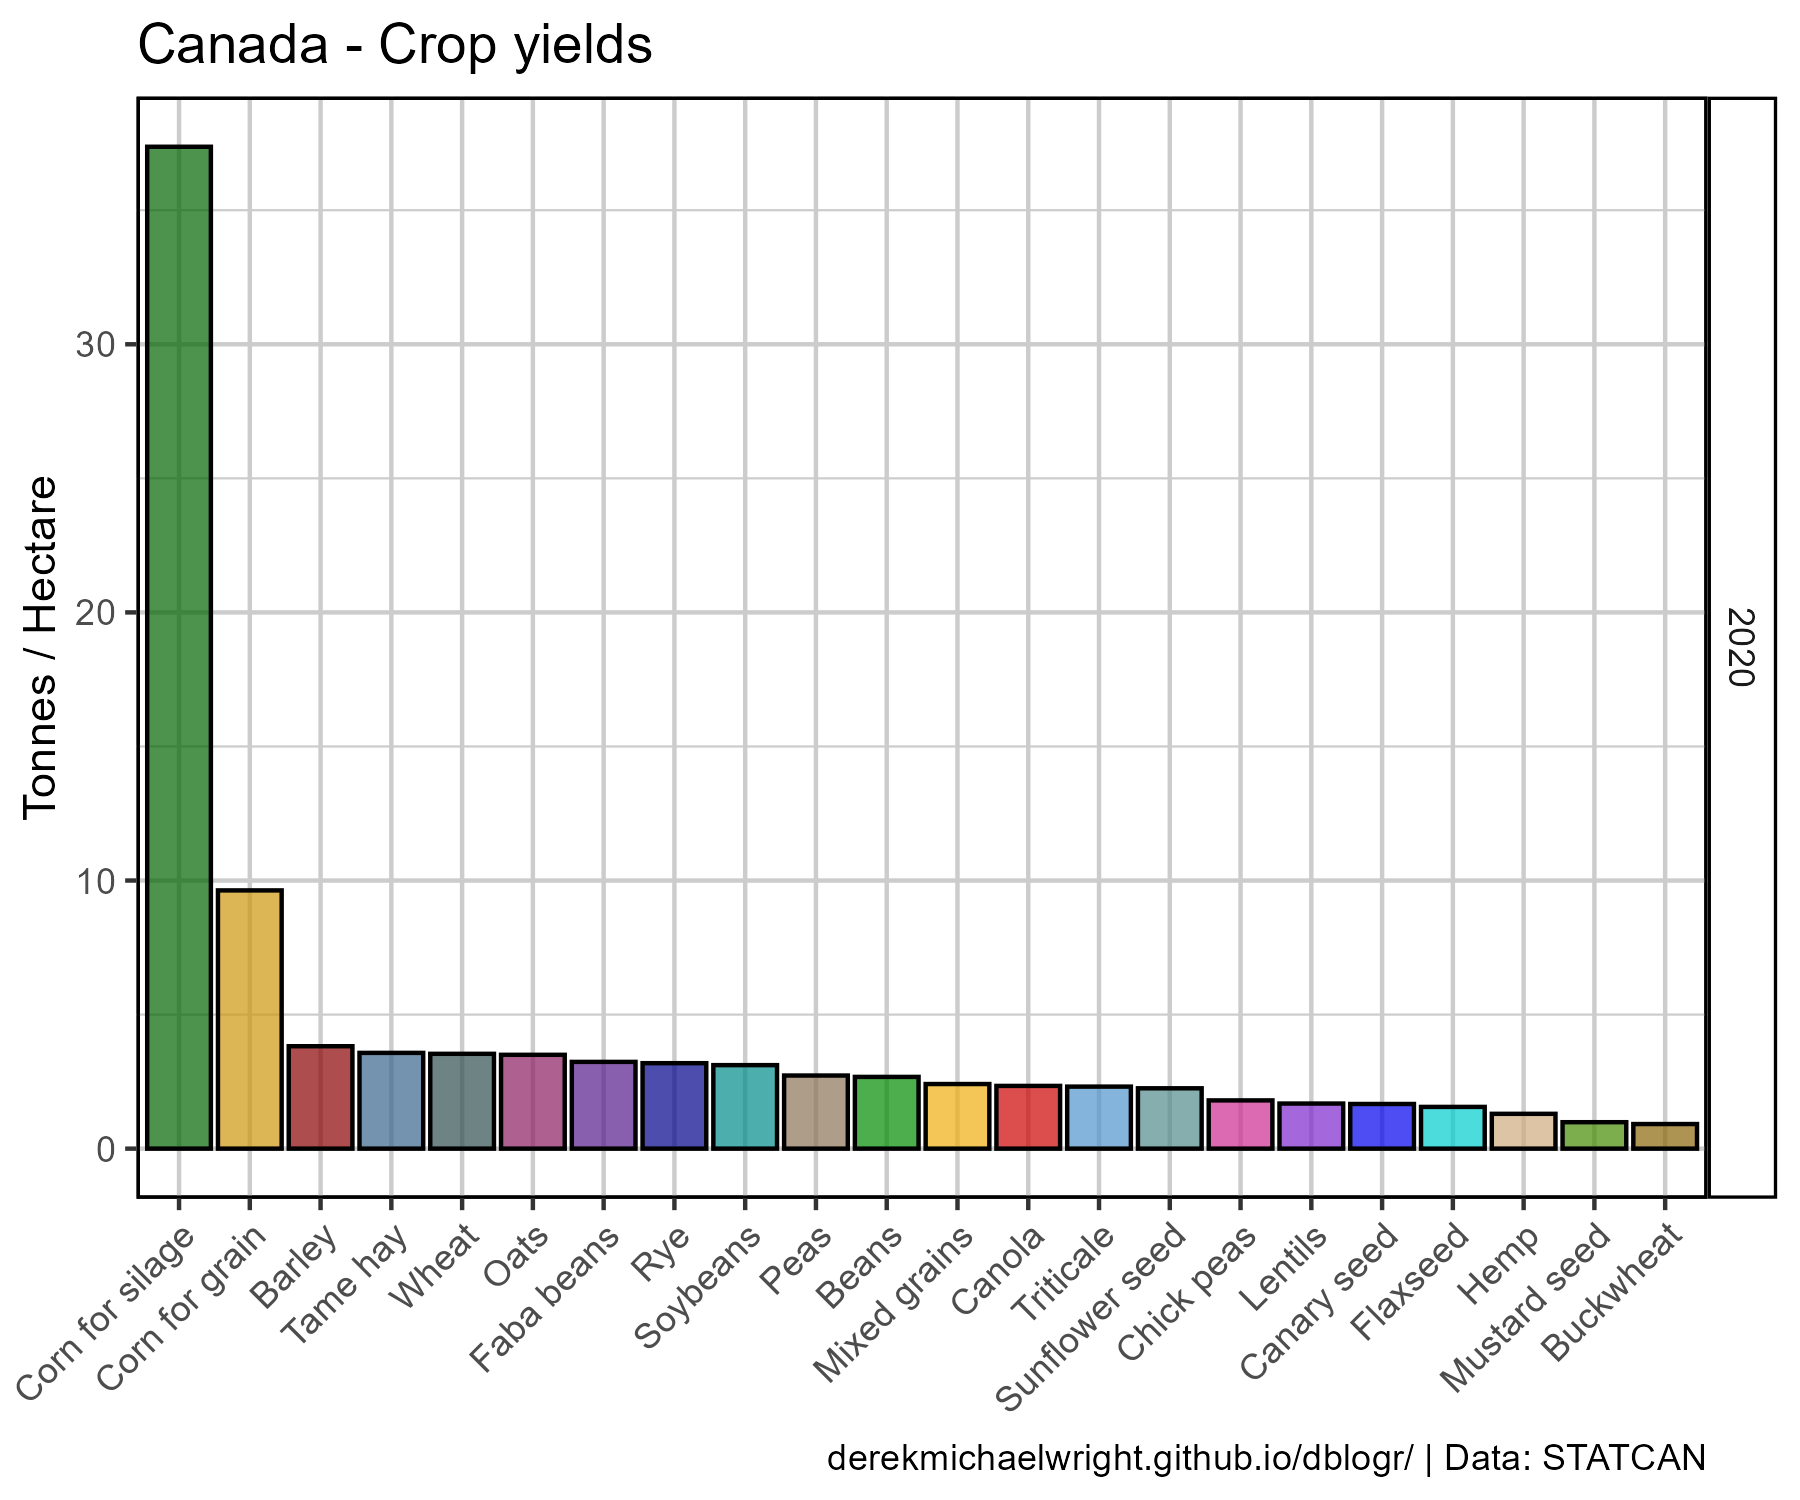 Canada - Crop yields
Tonnes / Hectare
30
20
10
0
2020
Corn for silage
Corn for grain
Barley
Tame hay
Wheat
Oats
Faba beans
Rye
Soybeans
Peas
Beans
Mixed grains
Canola
Triticale
Sunflower seed
Chick peas
Lentils
Canary seed
Flaxseed
Hemp
Mustard seed
Buckwheat
derekmichaelwright.github.io/dblogr/ | Data: STATCAN